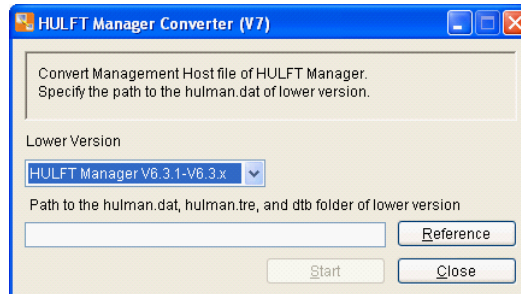 HULFT Manager Converter (V7)
Convert Management Host file of HULFT Manager.
Specify the path to the hulman.dat of lower version.
Lower Version
HULFT Manager V6.3.1-V6.3.x
Path to the hulman.dat, hulman.tre, and dtb folder of lower version
Reference
Start
Close